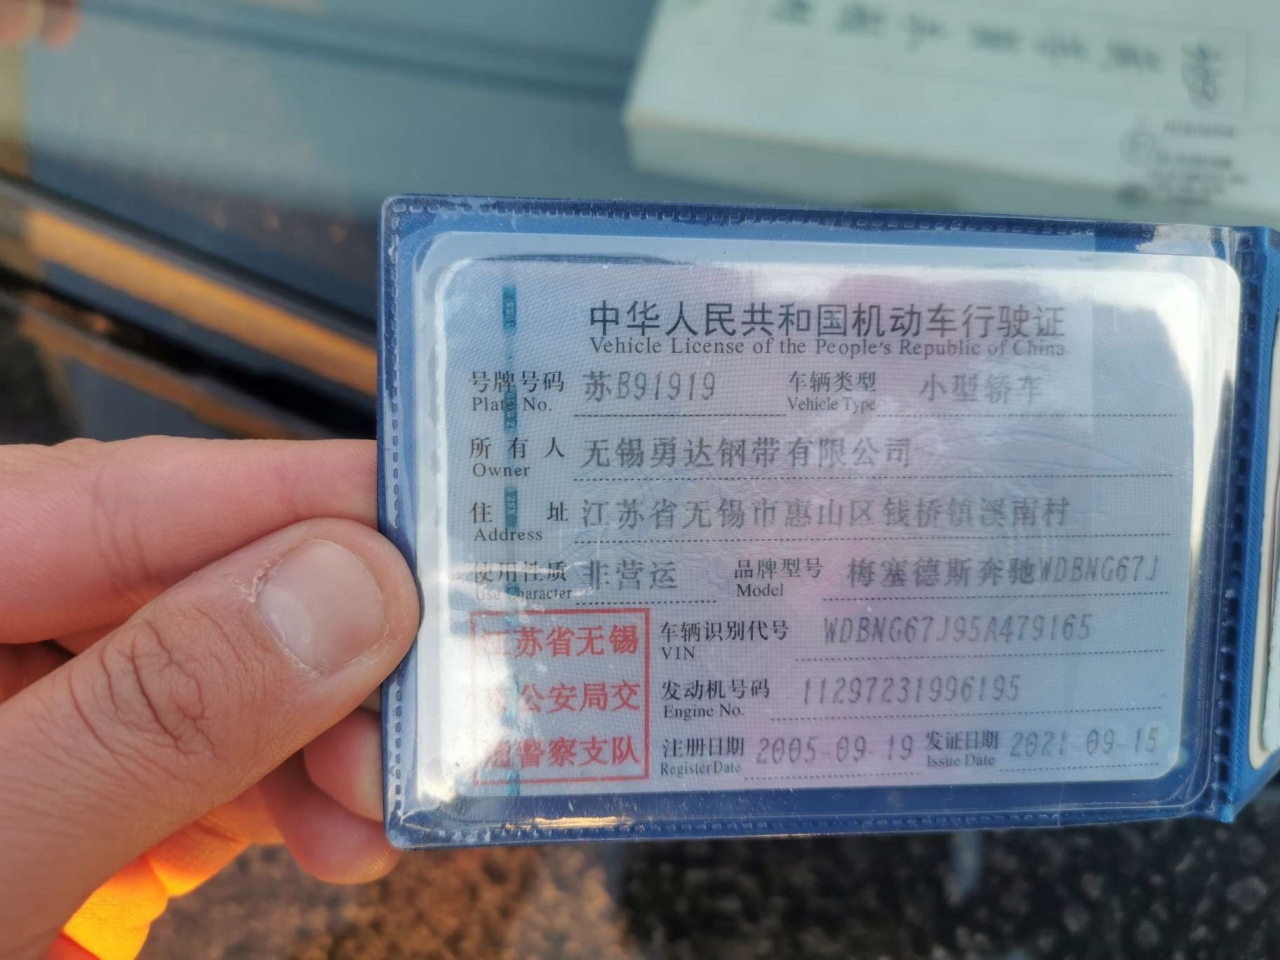 中华人民共和国机动车行驶证
Vehicle License of the People's Republic of China
号牌号码 苏B91919 车辆类型 小型轿车
Plate No. Vehicle Type
所有人 无锡勇达钢带有限公司
Owner
住址 江苏省无锡市惠山区钱桥镇溪南村
Address
使用性质 非营运 品牌型号 梅塞德斯奔驰WDBNG67J
Use Character Model
江苏省无锡
市公安局交
通警察支队
车辆识别代号 WDBNG67J95A479165
VIN
发动机号码 11297231996195
Engine No.
注册日期 2005-09-19 发证日期 2021-09-15
Register Date Issue Date